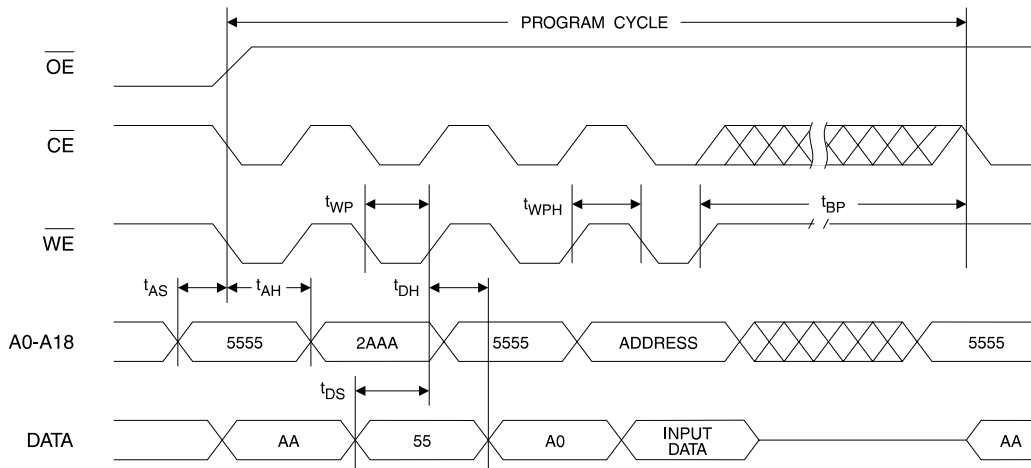 PROGRAM CYCLE
OE
CE
tWP
tWPH
tBP
WE
tAS
tAH
tDH
A0-A18
5555
2AAA
5555
ADDRESS
5555
tDS
DATA
AA
55
A0
INPUT
DATA
AA